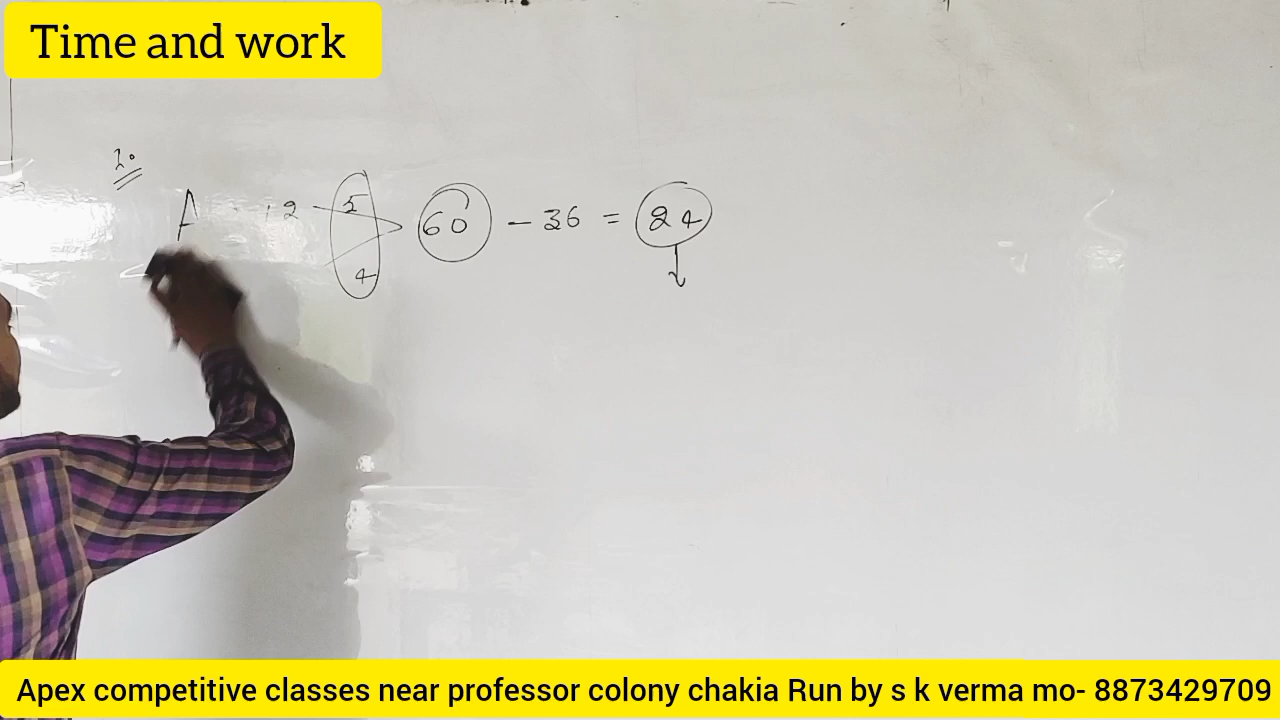 Time and work
20
A 12 5 60 - 36 = 24
4
Apex competitive classes near professor colony chakia Run by s k verma mo- 8873429709